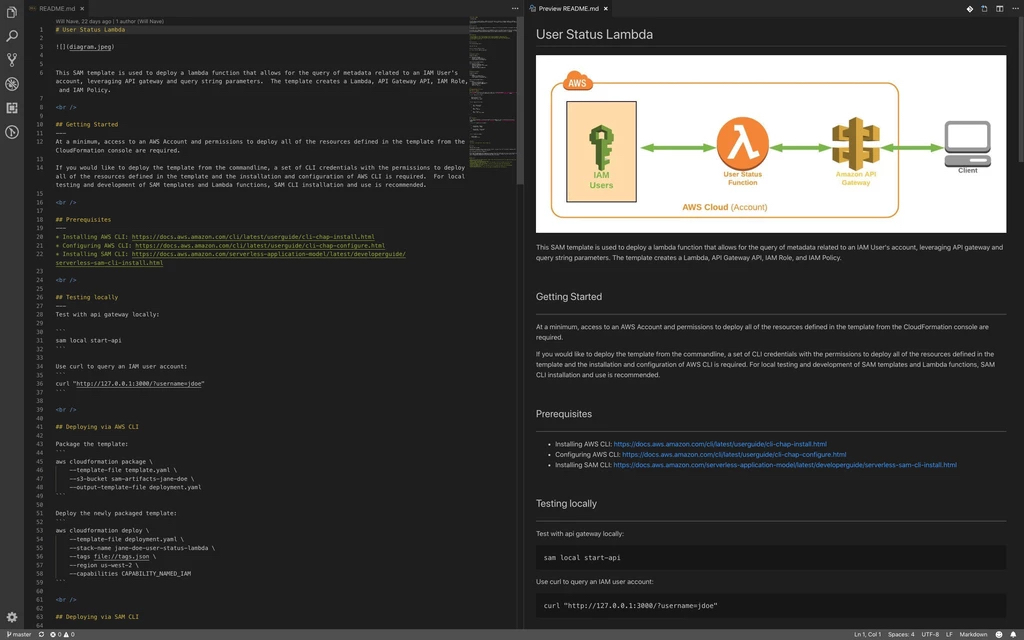 README.md
Will Nave, 22 days ago | 1 author (Will Nave)
1 # User Status Lambda
2
3 ![](diagram.jpeg)
4
5
6 This SAM template is used to deploy a lambda function that allows for the query of metadata related to an IAM User's
account, leveraging API gateway and query string parameters.  The template creates a Lambda, API Gateway API, IAM Role,
and IAM Policy.
7
8 <br />
9
10 ## Getting Started
11 ---
12 At a minimum, access to an AWS Account and permissions to deploy all of the resources defined in the template from the
CloudFormation console are required.
13
14 If you would like to deploy the template from the commandline, a set of CLI credentials with the permissions to deploy
all of the resources defined in the template and the installation and configuration of AWS CLI is required.  For local
testing and development of SAM templates and Lambda functions, SAM CLI installation and use is recommended.
15
16 <br />
17
18 ## Prerequisites
19 ---
20 * Installing AWS CLI: https://docs.aws.amazon.com/cli/latest/userguide/cli-chap-install.html
21 * Configuring AWS CLI: https://docs.aws.amazon.com/cli/latest/userguide/cli-chap-configure.html
22 * Installing SAM CLI: https://docs.aws.amazon.com/serverless-application-model/latest/developerguide/
serverless-sam-cli-install.html
23
24 <br />
25
26 ## Testing locally
27 ---
28 Test with api gateway locally:
29
30 ```
31 sam local start-api
32 ```
33
34 Use curl to query an IAM user account:
35 ```
36 curl "http://127.0.0.1:3000/?username=jdoe"
37 ```
38
39 <br />
40
41 ## Deploying via AWS CLI
42
43 Package the template:
44 ```
45 aws cloudformation package \
46 --template-file template.yaml \
47 --s3-bucket sam-artifacts-jane-doe \
48 --output-template-file deployment.yaml
49 ```
50
51 Deploy the newly packaged template:
52 ```
53 aws cloudformation deploy \
54 --template-file deployment.yaml \
55 --stack-name jane-doe-user-status-lambda \
56 --tags file://tags.json \
57 --region us-west-2 \
58 --capabilities CAPABILITY_NAMED_IAM
59 ```
60
61 <br />
62
63 ## Deploying via SAM CLI
64
Preview README.md
User Status Lambda
AWS
IAM
Users
User Status
Function
Amazon API
Gateway
Client
AWS Cloud (Account)
This SAM template is used to deploy a lambda function that allows for the query of metadata related to an IAM User's account, leveraging API gateway and
query string parameters. The template creates a Lambda, API Gateway API, IAM Role, and IAM Policy.
Getting Started
At a minimum, access to an AWS Account and permissions to deploy all of the resources defined in the template from the CloudFormation console are
required.
If you would like to deploy the template from the commandline, a set of CLI credentials with the permissions to deploy all of the resources defined in the
template and the installation and configuration of AWS CLI is required. For local testing and development of SAM templates and Lambda functions, SAM
CLI installation and use is recommended.
Prerequisites
• Installing AWS CLI: https://docs.aws.amazon.com/cli/latest/userguide/cli-chap-install.html
• Configuring AWS CLI: https://docs.aws.amazon.com/cli/latest/userguide/cli-chap-configure.html
• Installing SAM CLI: https://docs.aws.amazon.com/serverless-application-model/latest/developerguide/serverless-sam-cli-install.html
Testing locally
Test with api gateway locally:
sam local start-api
Use curl to query an IAM user account:
curl "http://127.0.0.1:3000/?username=jdoe"
master 0 0 Ln 1, Col 1 Spaces: 4 UTF-8 LF Markdown